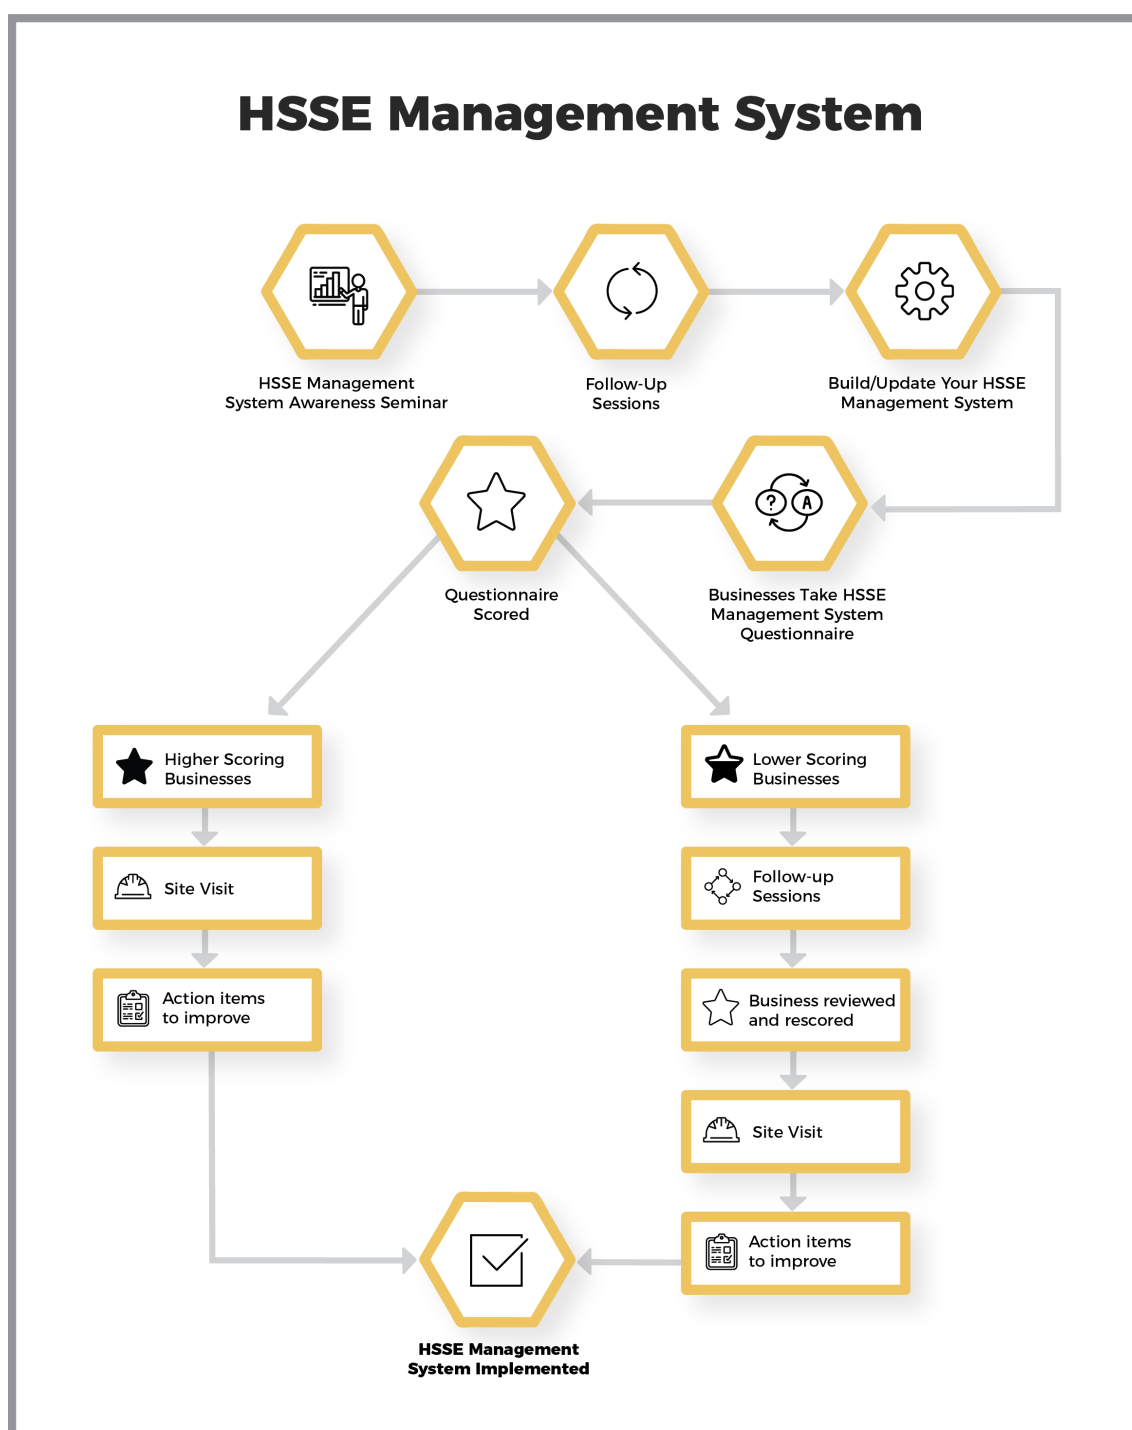 HSSE Management System
HSSE Management
System Awareness Seminar
Follow-Up
Sessions
Build/Update Your HSSE
Management System
? A
Questionnaire
Scored
Businesses Take HSSE
Management System
Questionnaire
Higher Scoring
Businesses
Site Visit
Action items
to improve
Lower Scoring
Businesses
Follow-up
Sessions
Business reviewed
and rescored
Site Visit
Action items
to improve
HSSE Management
System Implemented